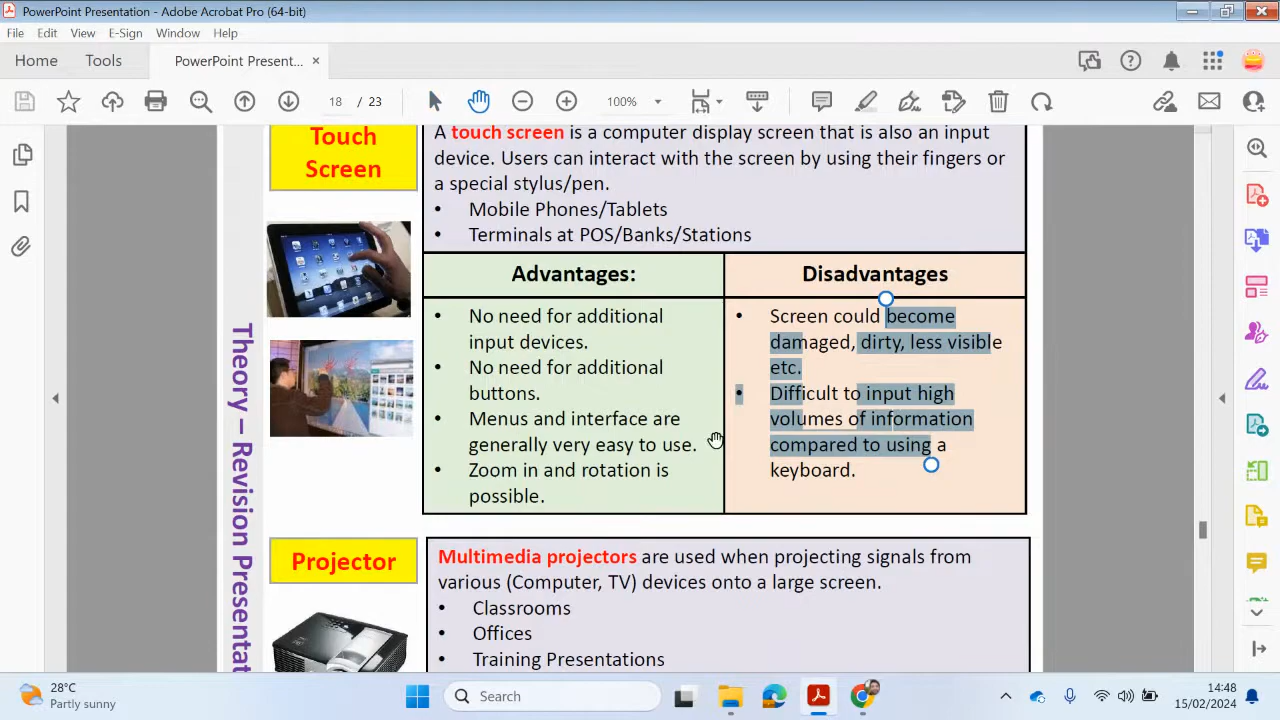 PowerPoint Presentation - Adobe Acrobat Pro (64-bit)
File Edit View E-Sign Window Help
Home Tools PowerPoint Present... ×
18 / 23 100%
Touch
Screen
A touch screen is a computer display screen that is also an input
device. Users can interact with the screen by using their fingers or
a special stylus/pen.
• Mobile Phones/Tablets
• Terminals at POS/Banks/Stations
Advantages:
• No need for additional
input devices.
• No need for additional
buttons.
• Menus and interface are
generally very easy to use.
• Zoom in and rotation is
possible.
Disadvantages
• Screen could become
damaged, dirty, less visible
etc.
• Difficult to input high
volumes of information
compared to using a
keyboard.
Theory – Revision Presentat
Projector
Multimedia projectors are used when projecting signals from
various (Computer, TV) devices onto a large screen.
• Classrooms
• Offices
• Training Presentations
28°C
Partly sunny
Search
14:48
15/02/2024